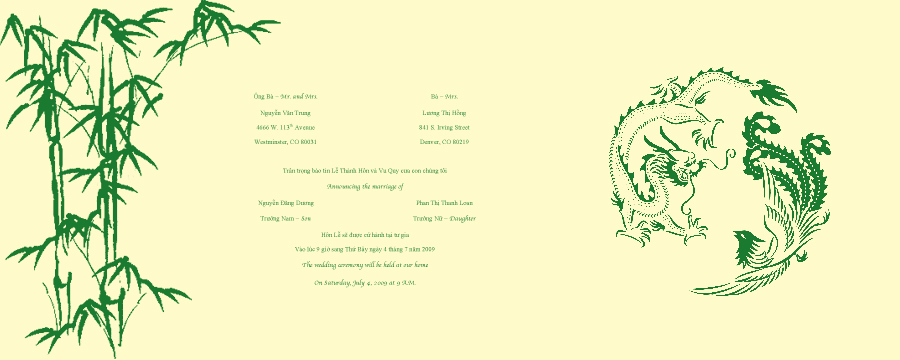 Ông Bà – Mr. and Mrs. Bà – Mrs.
Nguyễn Văn Trung Lương Thị Hồng
4066 W. 113th Avenue 841 S. Irving Street
Westminster, CO 80031 Denver, CO 80219
Trân trọng báo tin Lễ Thành Hôn và Vu Quy của con chúng tôi
Announcing the marriage of
Nguyễn Đăng Dương Phan Thị Thanh Loan
Trưởng Nam – Son Trưởng Nữ – Daughter
Hôn Lễ sẽ được cử hành tại tư gia
Vào lúc 9 giờ sáng Thứ Bảy ngày 4 tháng 7 năm 2009
The wedding ceremony will be held at our home
On Saturday, July 4, 2009 at 9 A.M.